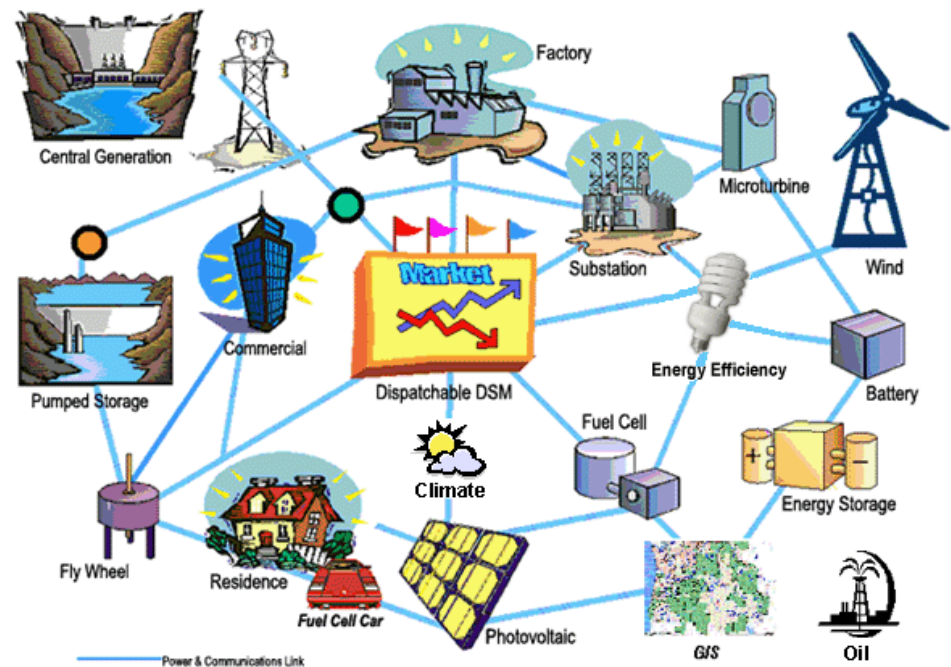 Factory
Central Generation
Microturbine
Substation
Wind
Market
Commercial
Energy Efficiency
Pumped Storage
Dispatchable DSM
Battery
Fuel Cell
Climate
+ −
Energy Storage
Fly Wheel
Residence
Fuel Cell Car
Photovoltaic
GIS
Oil
Power & Communications Link